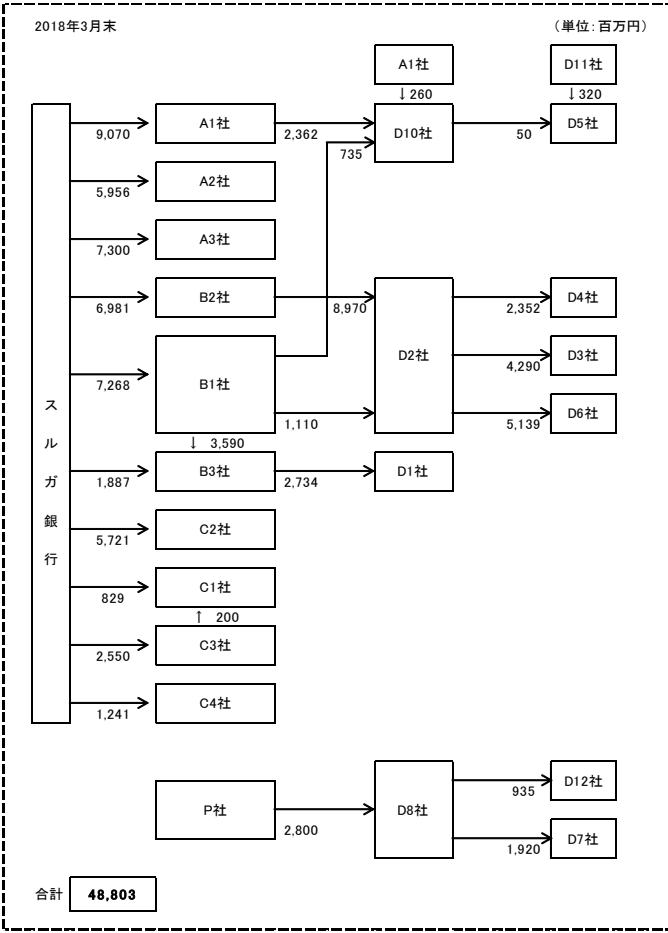 2018年3月末
(単位：百万円)
A1社
D11社
↓260
↓320
9,070
A1社
2,362
D10社
50
D5社
735
5,956
A2社
7,300
A3社
6,981
B2社
8,970
D2社
2,352
D4社
7,268
B1社
4,290
D3社
1,110
5,139
D6社
↓ 3,590
1,887
B3社
2,734
D1社
スルガ銀行
5,721
C2社
829
C1社
↑ 200
2,550
C3社
1,241
C4社
P社
2,800
D8社
935
D12社
1,920
D7社
合計 48,803